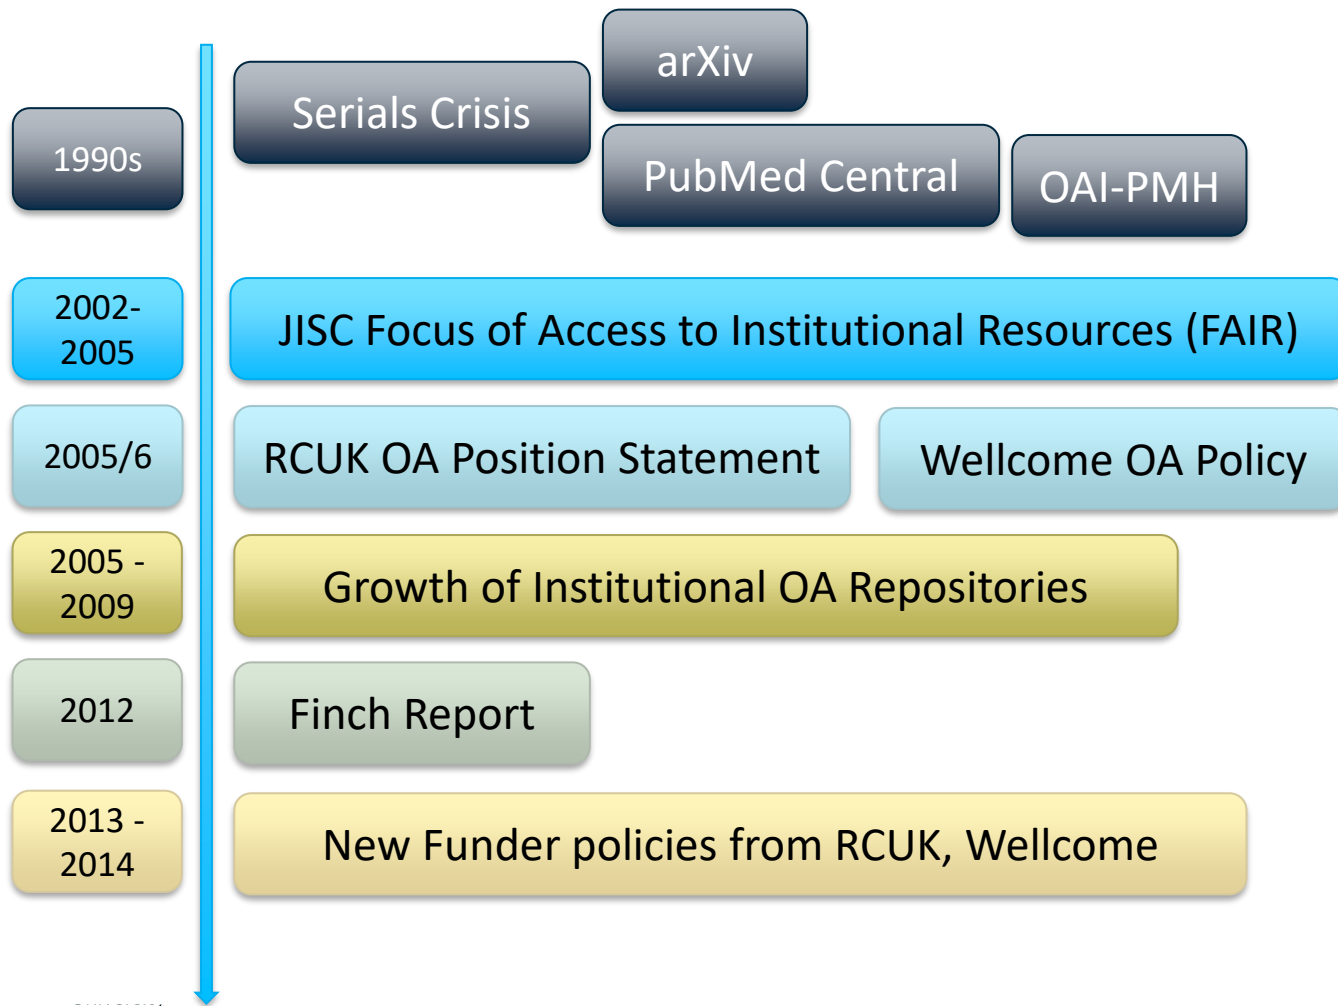 arXiv
Serials Crisis
1990s
PubMed Central
OAI-PMH
2002-
2005
JISC Focus of Access to Institutional Resources (FAIR)
2005/6
RCUK OA Position Statement
Wellcome OA Policy
2005 -
2009
Growth of Institutional OA Repositories
2012
Finch Report
2013 -
2014
New Funder policies from RCUK, Wellcome